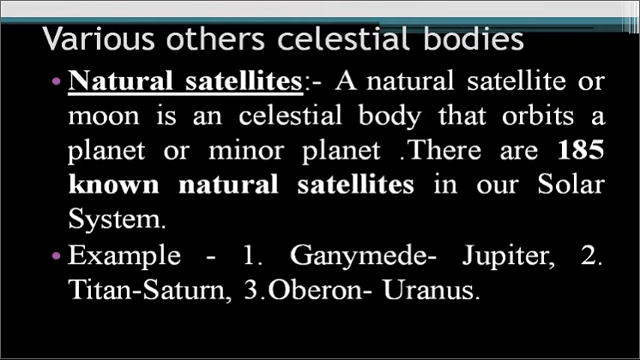 Various others celestial bodies
• Natural satellites:- A natural satellite or
moon is an celestial body that orbits a
planet or minor planet .There are 185
known natural satellites in our Solar
System.
• Example - 1. Ganymede- Jupiter, 2.
Titan-Saturn, 3.Oberon- Uranus.